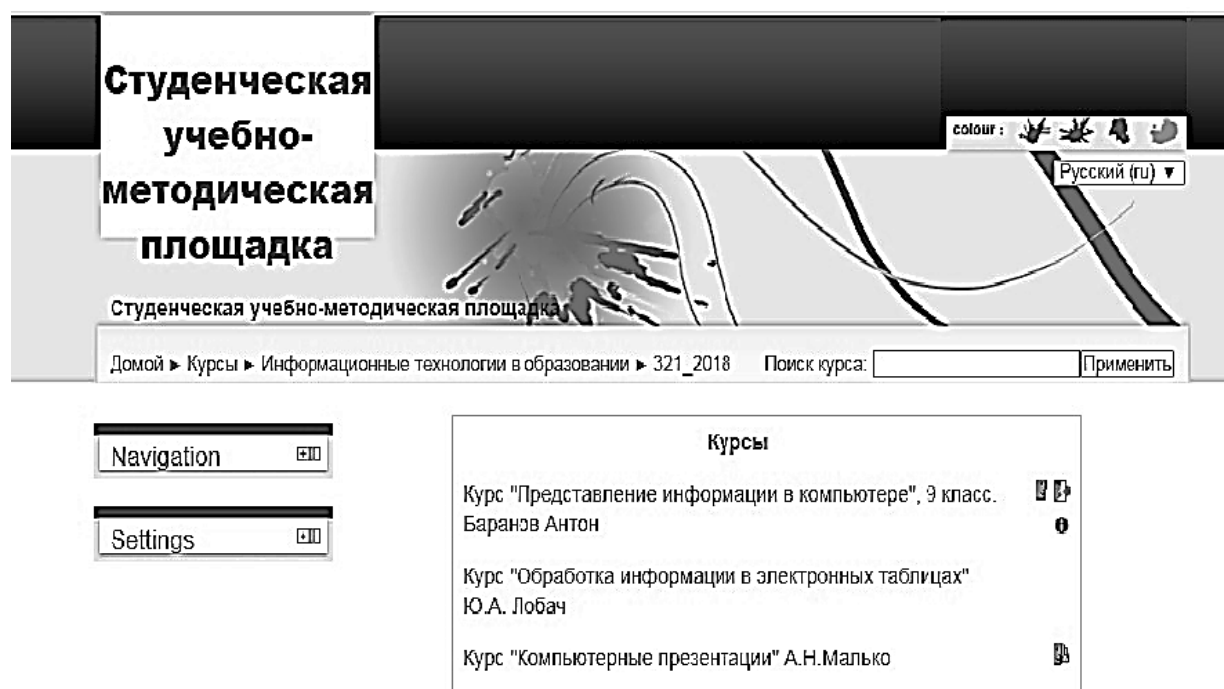 Студенческая
учебно-
методическая
площадка
colour :
Русский (ru) ▼
Студенческая учебно-методическая площадка
Домой ► Курсы ► Информационные технологии в образовании ► 321_2018 Поиск курса: Применить
Navigation
Settings
Курсы
Курс "Представление информации в компьютере", 9 класс.
Баранов Антон
Курс "Обработка информации в электронных таблицах"
Ю.А. Лобач
Курс "Компьютерные презентации" А.Н.Малько